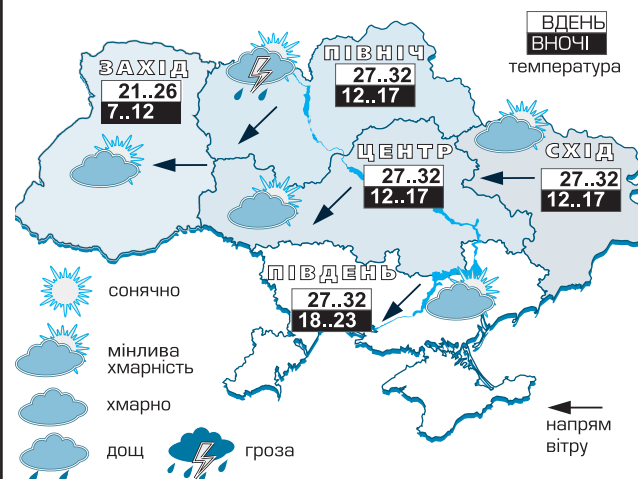 ВДЕНЬ
ВНОЧІ
температура
ЗАХІД
21..26
7..12
ПІВНІЧ
27..32
12..17
ЦЕНТР
27..32
12..17
СХІД
27..32
12..17
ПІВДЕНЬ
27..32
18..23
сонячно
мінлива
хмарність
хмарно
дощ
гроза
напрям
вітру